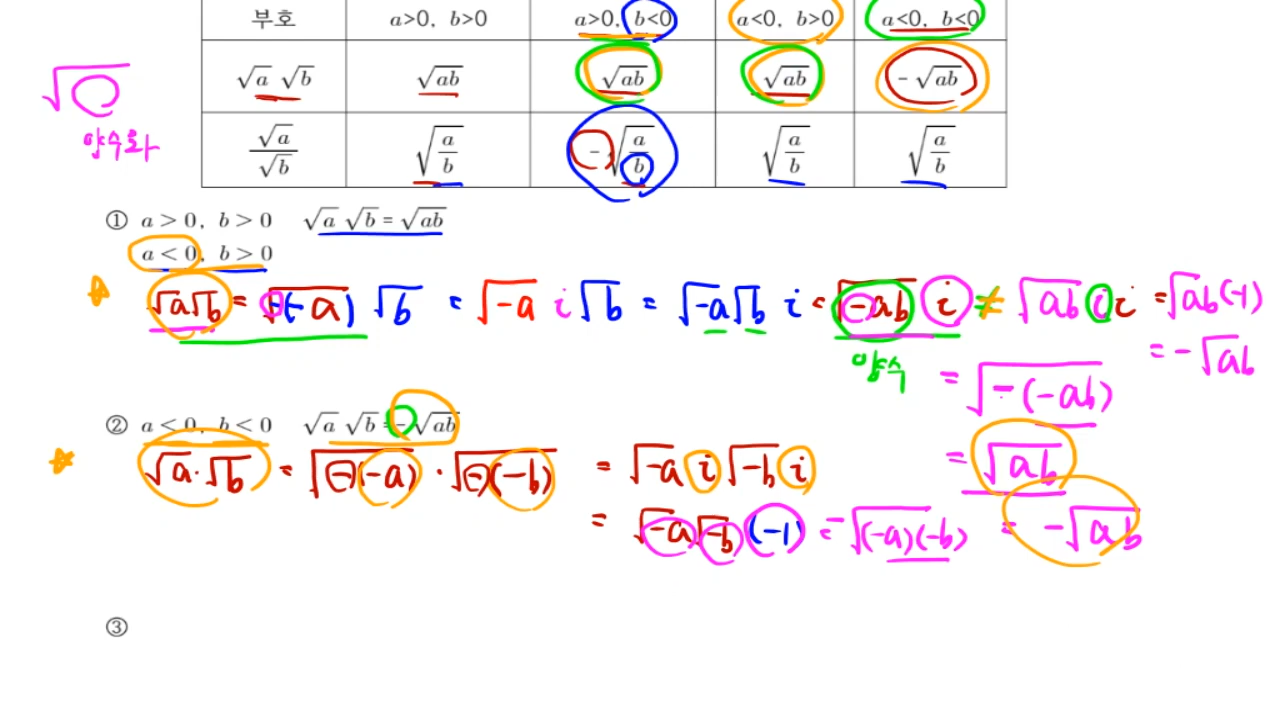 부호 a>0, b>0 a>0, b<0 a<0, b>0 a<0, b<0
√a √b √ab √ab √ab -√ab
√a/√b √(a/b) -√(a/b) √(a/b) √(a/b)
√○
양수와
① a > 0, b > 0 √a √b = √ab
a < 0, b > 0
☆ √a√b = √-(-a) √b = √-a i √b = √-a√b i = √-ab i ≠ √ab i i = √ab(-1)
= -√ab
양수
= √-(-ab)
= √ab
② a < 0, b < 0 √a √b = -√ab
☆ √a·√b = √(-)(-a) · √(-)(-b) = √-a i √-b i
= √-a√-b (-1) = -√(-a)(-b) = -√ab
③